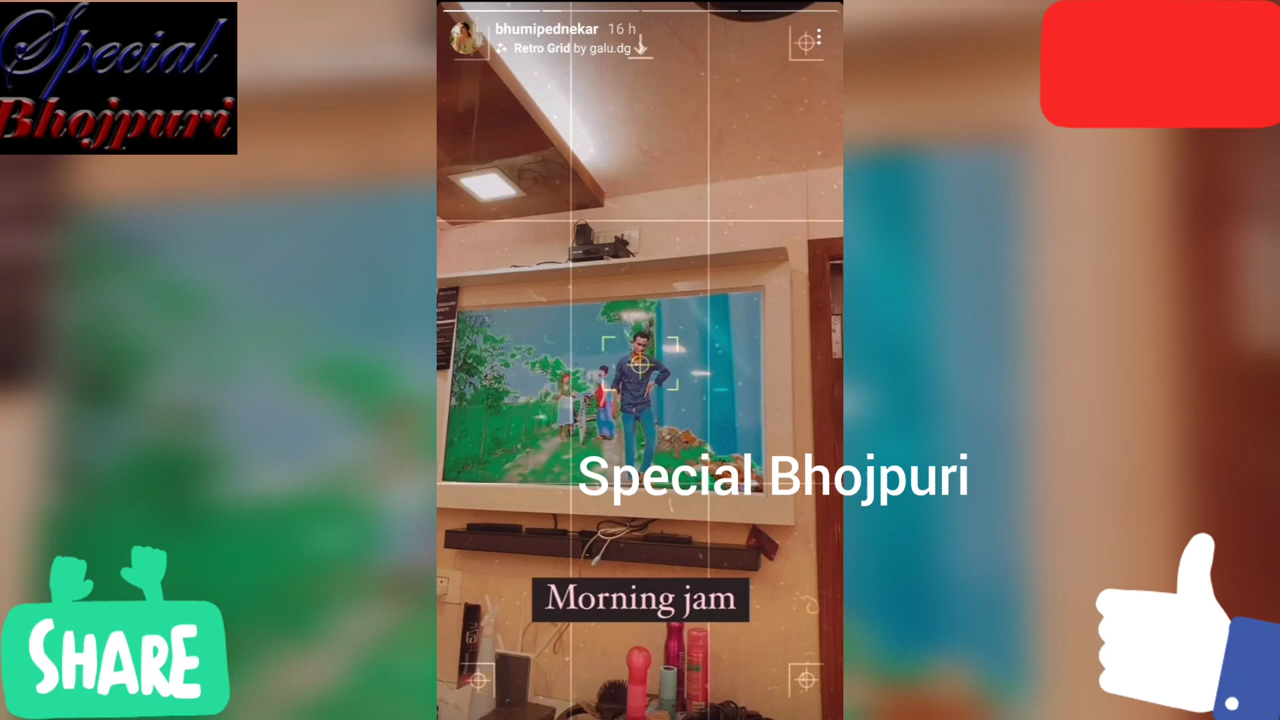 Special
Bhojpuri
bhumipednekar 16 h
Retro Grid by galu.dg
Special Bhojpuri
Morning jam
SHARE